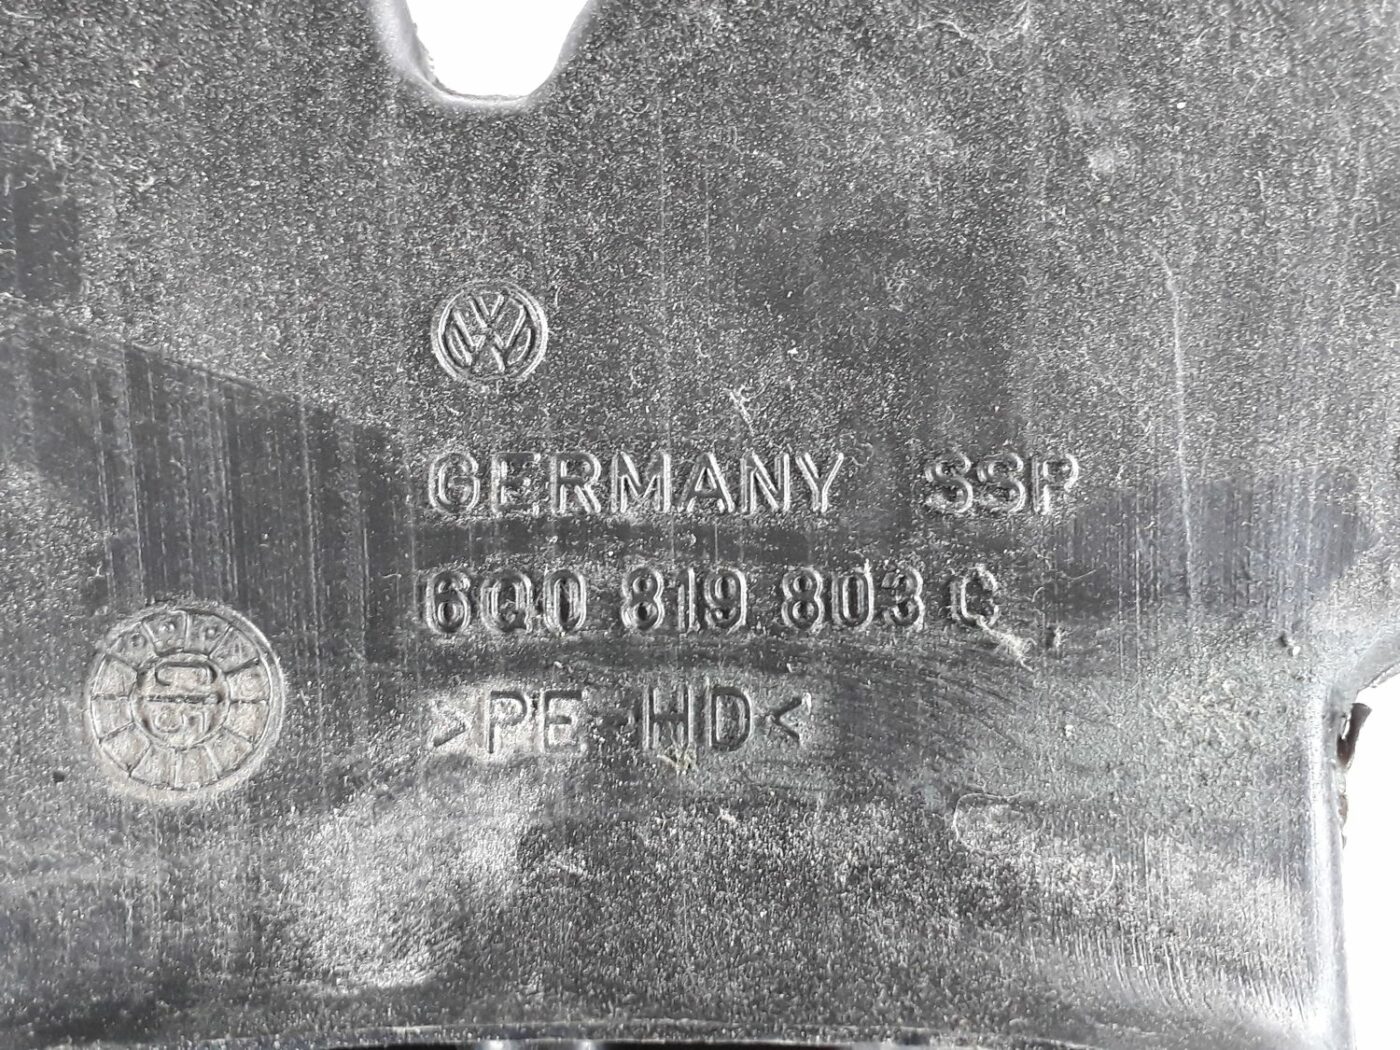 GERMANY SSP
6Q0 819 803 C
>PE-HD<